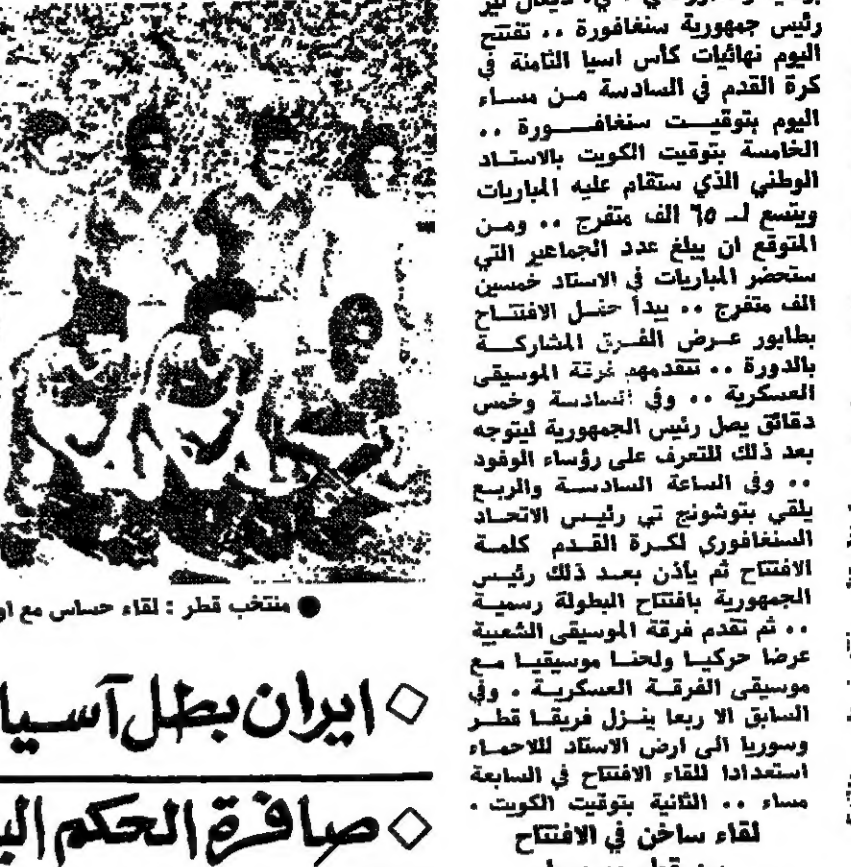 رئيس جمهورية سنغافورة .. تفتتح
اليوم نهائيات كأس اسيا الثامنة في
كرة القدم في السادسة من مساء
اليوم بتوقيت سنغافورة ..
الخامسة بتوقيت الكويت بالاستاد
الوطني الذي ستقام عليه المباريات
ويتسع لـ ٦٥ الف متفرج .. ومن
المتوقع ان يبلغ عدد الجماهير التي
ستحضر المباريات في الاستاد خمسين
الف متفرج .. يبدأ حفل الافتتاح
بطابور عرض الفرق المشاركة
بالدورة .. تتقدمهم فرقة الموسيقى
العسكرية .. وفي السادسة وخمس
دقائق يصل رئيس الجمهورية ليتوجه
بعد ذلك للتعرف على رؤساء الوفود
.. وفي الساعة السادسة والربع
يلقي بتوشونج تي رئيس الاتحاد
السنغافوري لكرة القدم كلمة
الافتتاح ثم يأذن بعد ذلك رئيس
الجمهورية بافتتاح البطولة رسمية
.. ثم تقدم فرقة الموسيقى الشعبية
عرضا حركيا ولحنا موسيقيا مع
موسيقى الفرقة العسكرية . وفي
السابق الا ربعا ينزل فريقا قطر
وسوريا الى ارض الاستاد للاحماء
استعدادا للقاء الافتتاح في السابعة
مساء .. الثانية بتوقيت الكويت .
لقاء ساخن في الافتتاح
● منتخب قطر : لقاء حساس مع او
◇ ايران بطل آسيا
◇ صافرة الحكم الي